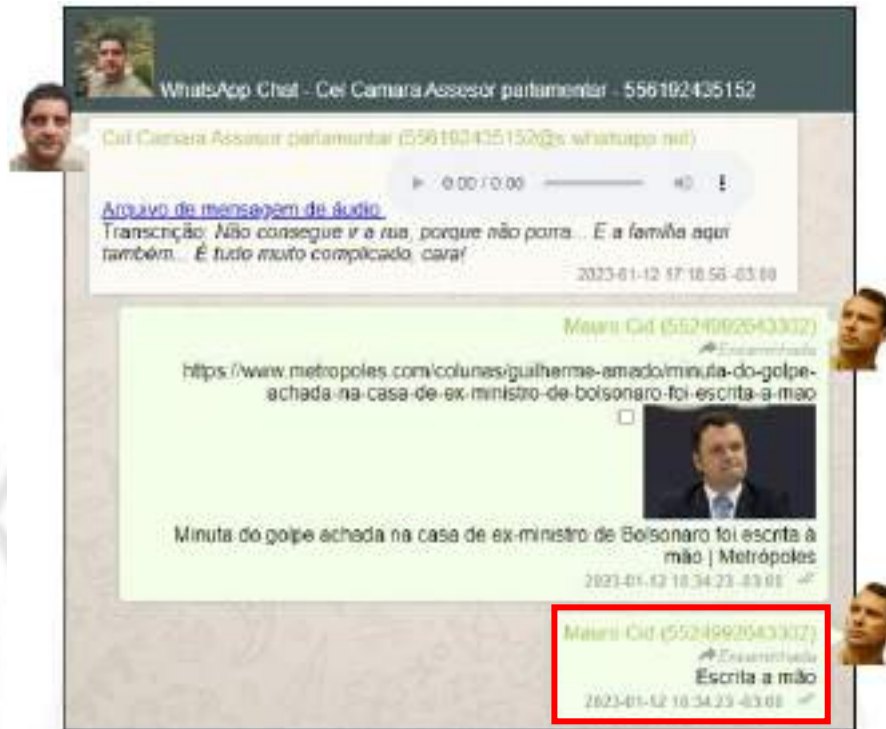 WhatsApp Chat - Cel Camara Assesor parlamentar - 556192435152
Cel Camara Assesor parlamentar (556192435152@s.whatsapp.net)
0:00 / 0:00
Arquivo de mensagem de áudio
Transcrição: Não consegue ir a rua, porque não porra... E a família aqui
também... É tudo muito complicado, cara!
2023-01-12 17:18:56 -03:00
Mauro Cid
Encaminhada
https://www.metropoles.com/colunas/guilherme-amado/minuta-do-golpe-
achada-na-casa-de-ex-ministro-de-bolsonaro-foi-escrita-a-mao
Minuta do golpe achada na casa de ex-ministro de Bolsonaro foi escrita à
mão | Metrópoles
2023-01-12 18:34:23 -03:00
Mauro Cid
Encaminhada
Escrita a mão
2023-01-12 18:34:23 -03:00